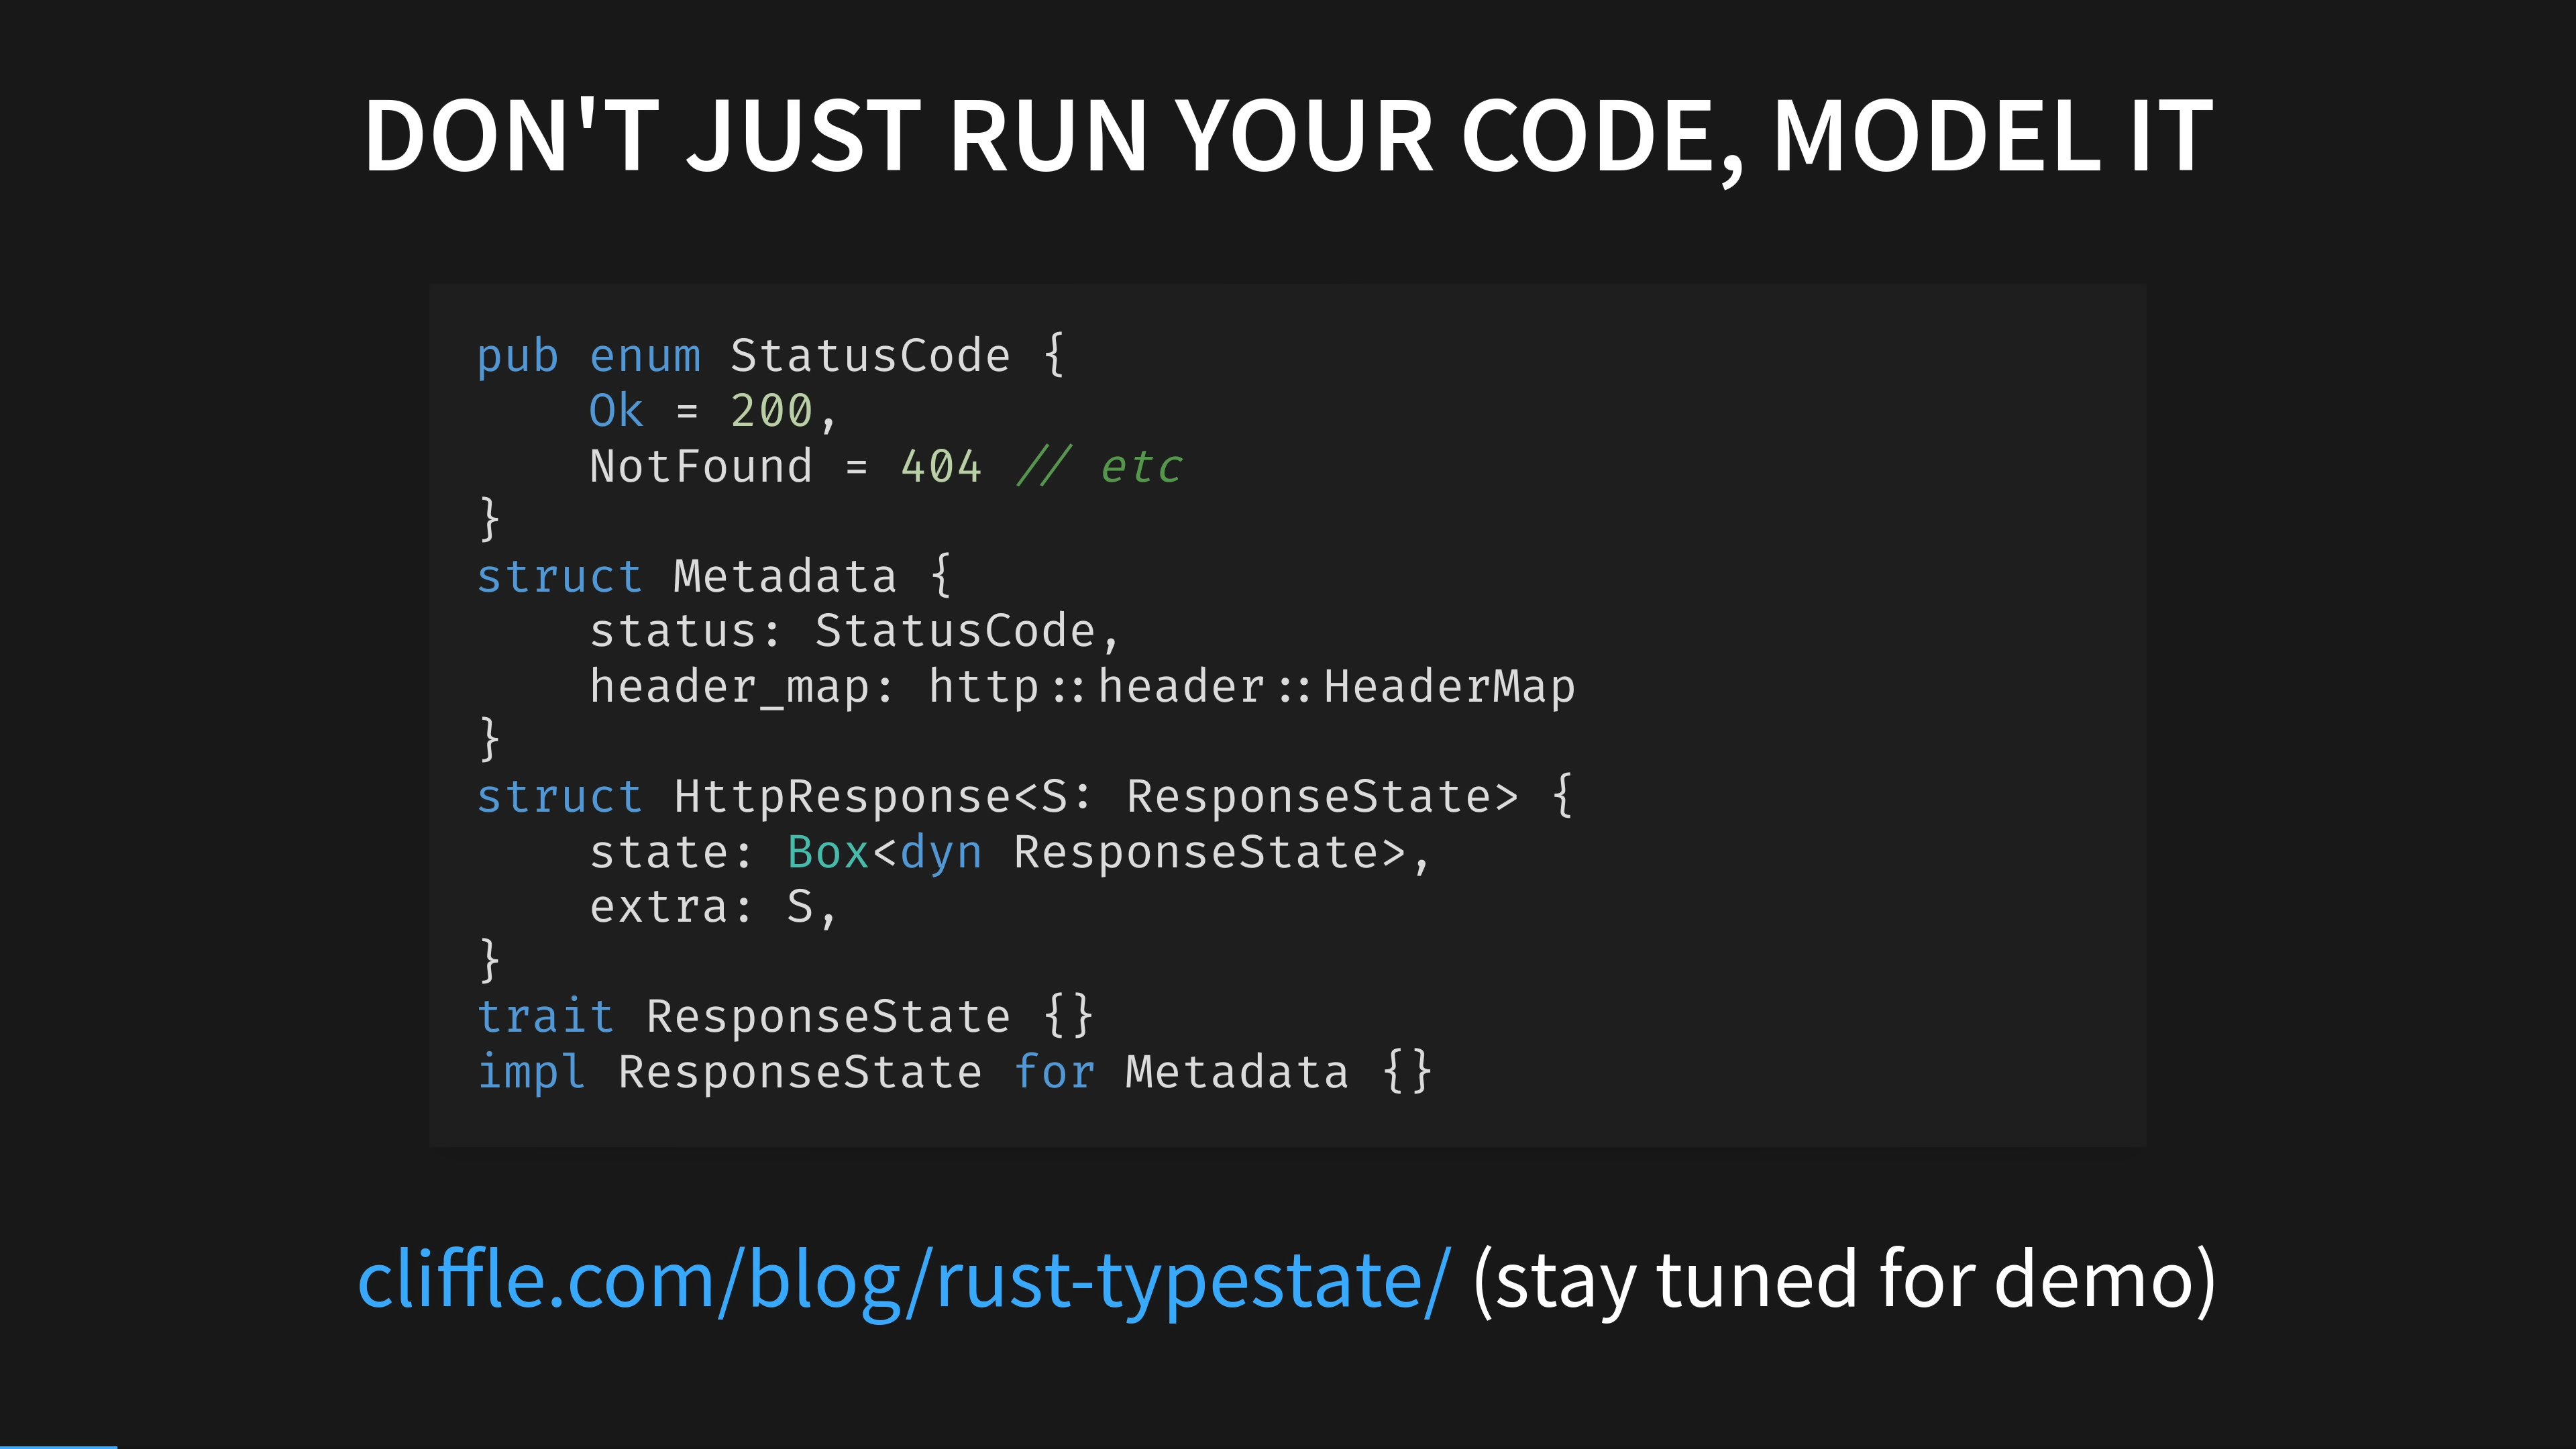 DON'T JUST RUN YOUR CODE, MODEL IT
pub enum StatusCode {
    Ok = 200,
    NotFound = 404 // etc
}
struct Metadata {
    status: StatusCode,
    header_map: http::header::HeaderMap
}
struct HttpResponse<S: ResponseState> {
    state: Box<dyn ResponseState>,
    extra: S,
}
trait ResponseState {}
impl ResponseState for Metadata {}
cliffle.com/blog/rust-typestate/ (stay tuned for demo)